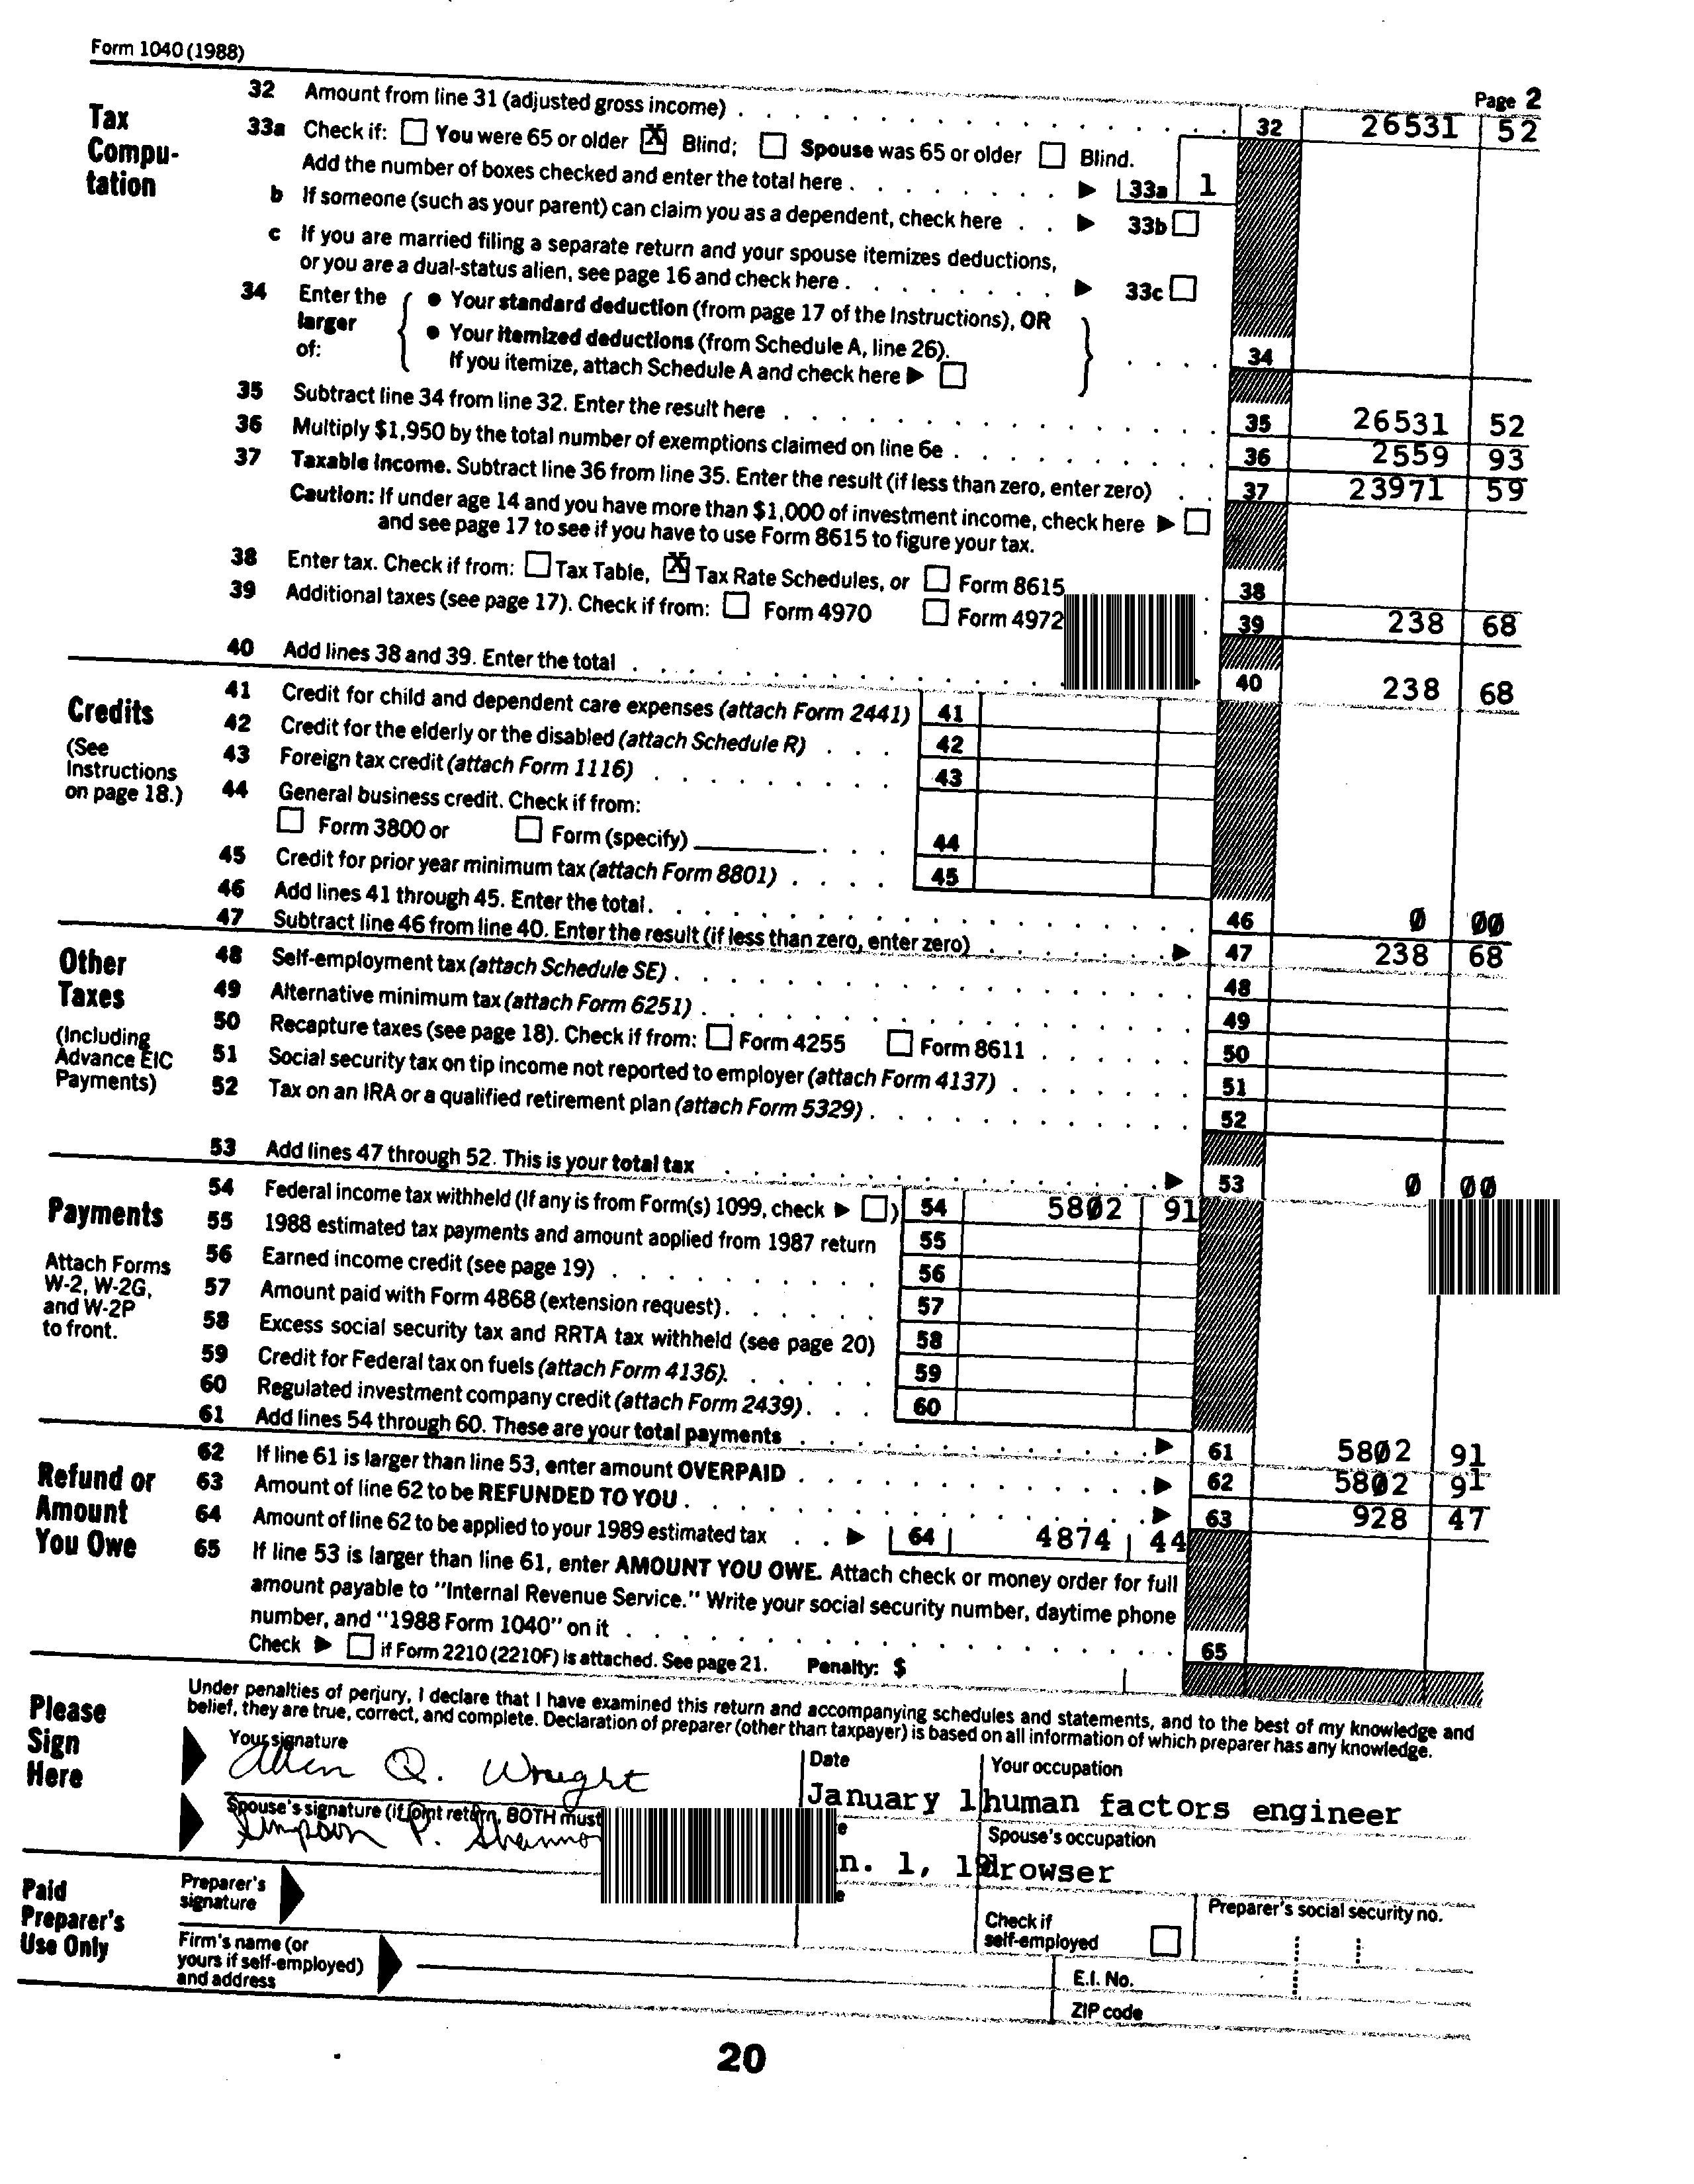 Form 1040 (1988)
Page 2
Tax Compu-tation
32 Amount from line 31 (adjusted gross income) . . . 32 26531 52
33a Check if: ☐ You were 65 or older ☒ Blind; ☐ Spouse was 65 or older ☐ Blind.
Add the number of boxes checked and enter the total here . . . ▶ 33a 1
b If someone (such as your parent) can claim you as a dependent, check here . . ▶ 33b ☐
c If you are married filing a separate return and your spouse itemizes deductions,
or you are a dual-status alien, see page 16 and check here . . . ▶ 33c ☐
34 Enter the larger of: { ● Your standard deduction (from page 17 of the Instructions), OR
● Your itemized deductions (from Schedule A, line 26).
If you itemize, attach Schedule A and check here ▶ ☐ } . . . . 34
35 Subtract line 34 from line 32. Enter the result here . . . 35 26531 52
36 Multiply $1,950 by the total number of exemptions claimed on line 6e . . . 36 2559 93
37 Taxable income. Subtract line 36 from line 35. Enter the result (if less than zero, enter zero) . . 37 23971 59
Caution: If under age 14 and you have more than $1,000 of investment income, check here ▶ ☐
and see page 17 to see if you have to use Form 8615 to figure your tax.
38 Enter tax. Check if from: ☐ Tax Table, ☒ Tax Rate Schedules, or ☐ Form 8615 . 38
39 Additional taxes (see page 17). Check if from: ☐ Form 4970 ☐ Form 4972 . 39 238 68
40 Add lines 38 and 39. Enter the total . . . 40 238 68
Credits
(See Instructions on page 18.)
41 Credit for child and dependent care expenses (attach Form 2441) 41
42 Credit for the elderly or the disabled (attach Schedule R) . . . 42
43 Foreign tax credit (attach Form 1116) . . . 43
44 General business credit. Check if from:
☐ Form 3800 or ☐ Form (specify) . . . 44
45 Credit for prior year minimum tax (attach Form 8801) . . . . 45
46 Add lines 41 through 45. Enter the total . . . 46 0 00
47 Subtract line 46 from line 40. Enter the result (if less than zero, enter zero) . . . ▶ 47 238 68
Other Taxes
(Including Advance EIC Payments)
48 Self-employment tax (attach Schedule SE) . . . 48
49 Alternative minimum tax (attach Form 6251) . . . 49
50 Recapture taxes (see page 18). Check if from: ☐ Form 4255 ☐ Form 8611 . . . 50
51 Social security tax on tip income not reported to employer (attach Form 4137) . . . 51
52 Tax on an IRA or a qualified retirement plan (attach Form 5329) . . . 52
53 Add lines 47 through 52. This is your total tax . . . ▶ 53 0 00
Payments
Attach Forms W-2, W-2G, and W-2P to front.
54 Federal income tax withheld (If any is from Form(s) 1099, check ▶ ☐) 54 5802 91
55 1988 estimated tax payments and amount applied from 1987 return 55
56 Earned income credit (see page 19) . . . 56
57 Amount paid with Form 4868 (extension request) . . . 57
58 Excess social security tax and RRTA tax withheld (see page 20) 58
59 Credit for Federal tax on fuels (attach Form 4136). . . . 59
60 Regulated investment company credit (attach Form 2439) . . . 60
61 Add lines 54 through 60. These are your total payments . . . ▶ 61 5802 91
Refund or Amount You Owe
62 If line 61 is larger than line 53, enter amount OVERPAID . . . ▶ 62 5802 91
63 Amount of line 62 to be REFUNDED TO YOU . . . ▶ 63 928 47
64 Amount of line 62 to be applied to your 1989 estimated tax . . ▶ 64 4874 44
65 If line 53 is larger than line 61, enter AMOUNT YOU OWE. Attach check or money order for full
amount payable to "Internal Revenue Service." Write your social security number, daytime phone
number, and "1988 Form 1040" on it . . . 65
Check ▶ ☐ if Form 2210 (2210F) is attached. See page 21. Penalty: $
Please Sign Here
Under penalties of perjury, I declare that I have examined this return and accompanying schedules and statements, and to the best of my knowledge and
belief, they are true, correct, and complete. Declaration of preparer (other than taxpayer) is based on all information of which preparer has any knowledge.
Your signature Date Your occupation
Allen Q. Wright January 1 human factors engineer
Spouse's signature (if joint return, BOTH must Spouse's occupation
Simpson P. Shanno n. 1, 19 drowser
Paid Preparer's Use Only
Preparer's signature
Check if self-employed ☐
Preparer's social security no.
Firm's name (or yours if self-employed) and address
E.I. No.
ZIP code
20